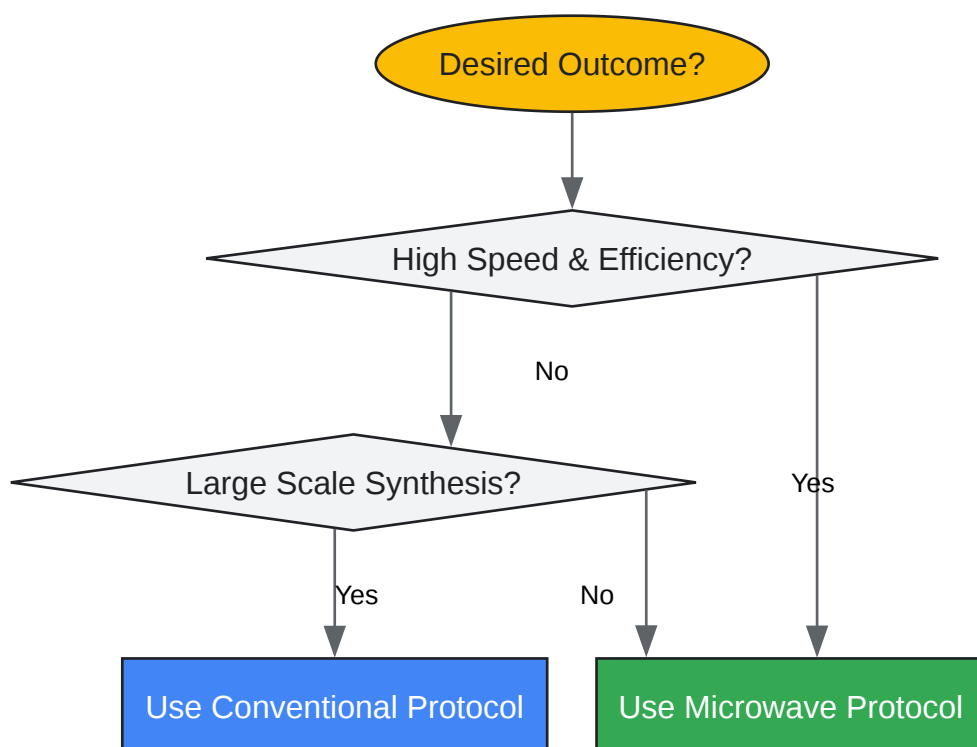 Desired Outcome?
High Speed & Efficiency?
No
Large Scale Synthesis?
Yes
Yes
No
Use Conventional Protocol
Use Microwave Protocol